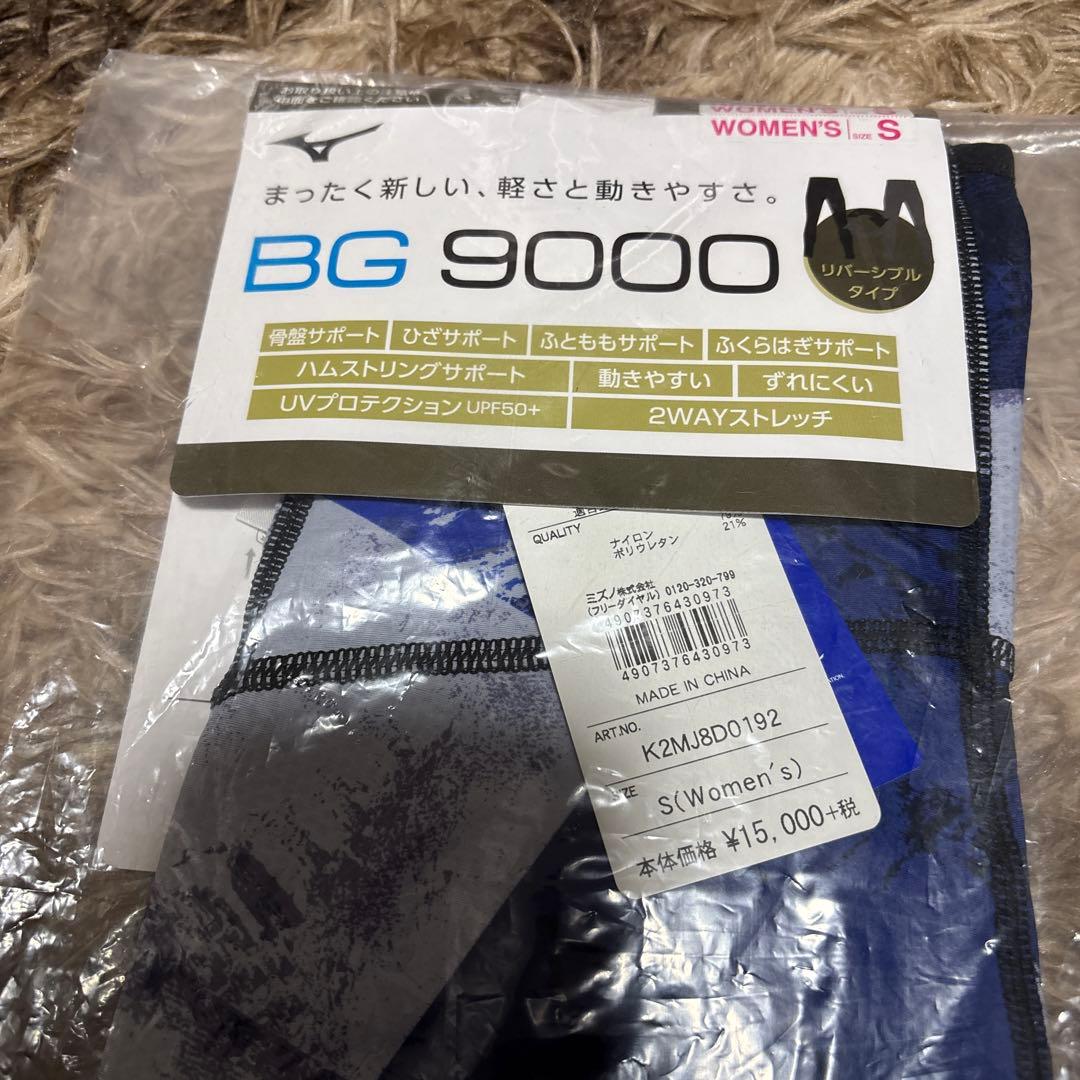 WOMEN'S S
WOMEN'S SIZE S
まったく新しい、軽さと動きやすさ。
BG 9000
リバーシブル
タイプ
骨盤サポート ひざサポート ふとももサポート ふくらはぎサポート
ハムストリングサポート 動きやすい ずれにくい
UVプロテクション UPF50+ 2WAYストレッチ
QUALITY
ナイロン
ポリウレタン 21%
ミズノ株式会社
(フリーダイヤル) 0120-320-799
4907376430973
4907376430973
MADE IN CHINA
ART.NO. K2MJ8D0192
SIZE S(Women's)
本体価格 ¥15,000+税